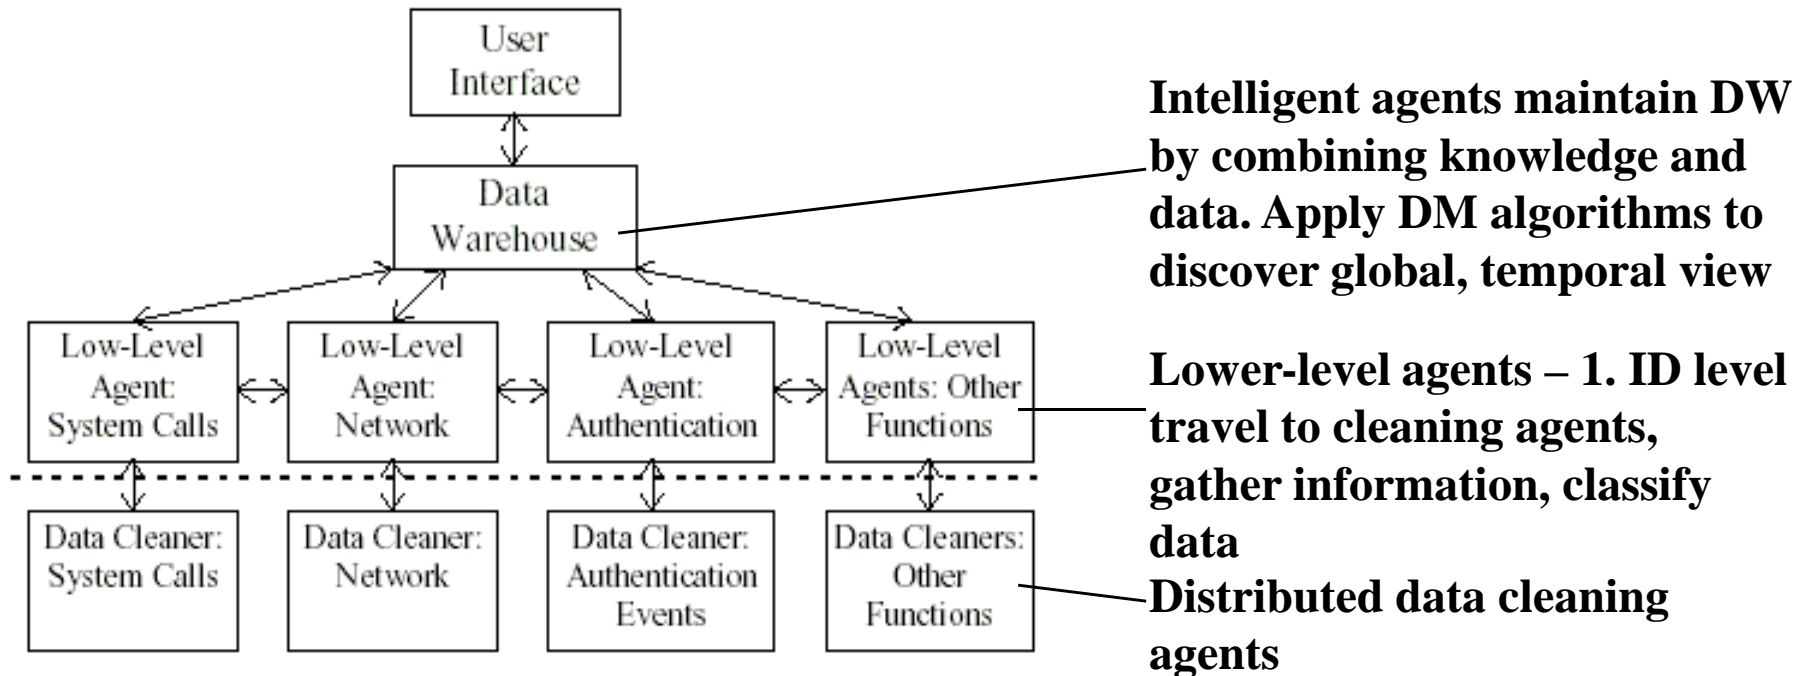 User
Interface
Data
Warehouse
Low-Level
Agent:
System Calls
Low-Level
Agent:
Network
Low-Level
Agent:
Authentication
Low-Level
Agents: Other
Functions
Data Cleaner:
System Calls
Data Cleaner:
Network
Data Cleaner:
Authentication
Events
Data Cleaners:
Other
Functions
Intelligent agents maintain DW
by combining knowledge and
data. Apply DM algorithms to
discover global, temporal view
Lower-level agents – 1. ID level
travel to cleaning agents,
gather information, classify
data
Distributed data cleaning
agents